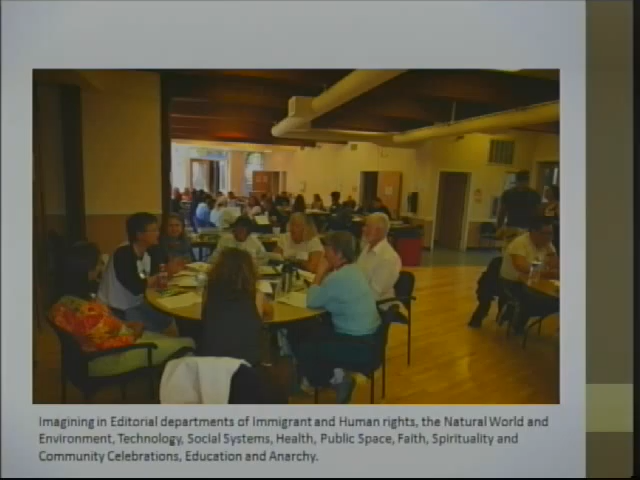 Imagining in Editorial departments of Immigrant and Human rights, the Natural World and
Environment, Technology, Social Systems, Health, Public Space, Faith, Spirituality and
Community Celebrations, Education and Anarchy.